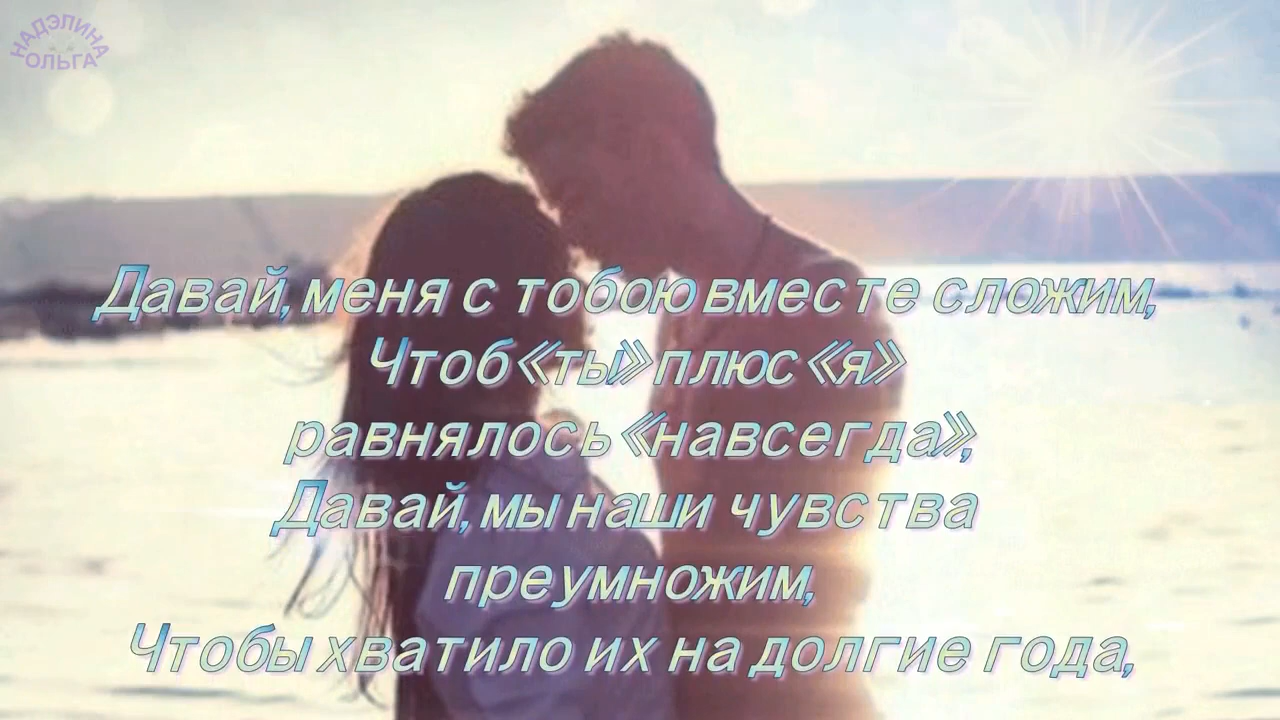 НАДЭЛИНА
ОЛЬГА
Давай, меня с тобою вместе сложим,
Чтоб «ты» плюс «я»
равнялось «навсегда»,
Давай, мы наши чувства
преумножим,
Чтобы хватило их на долгие года,